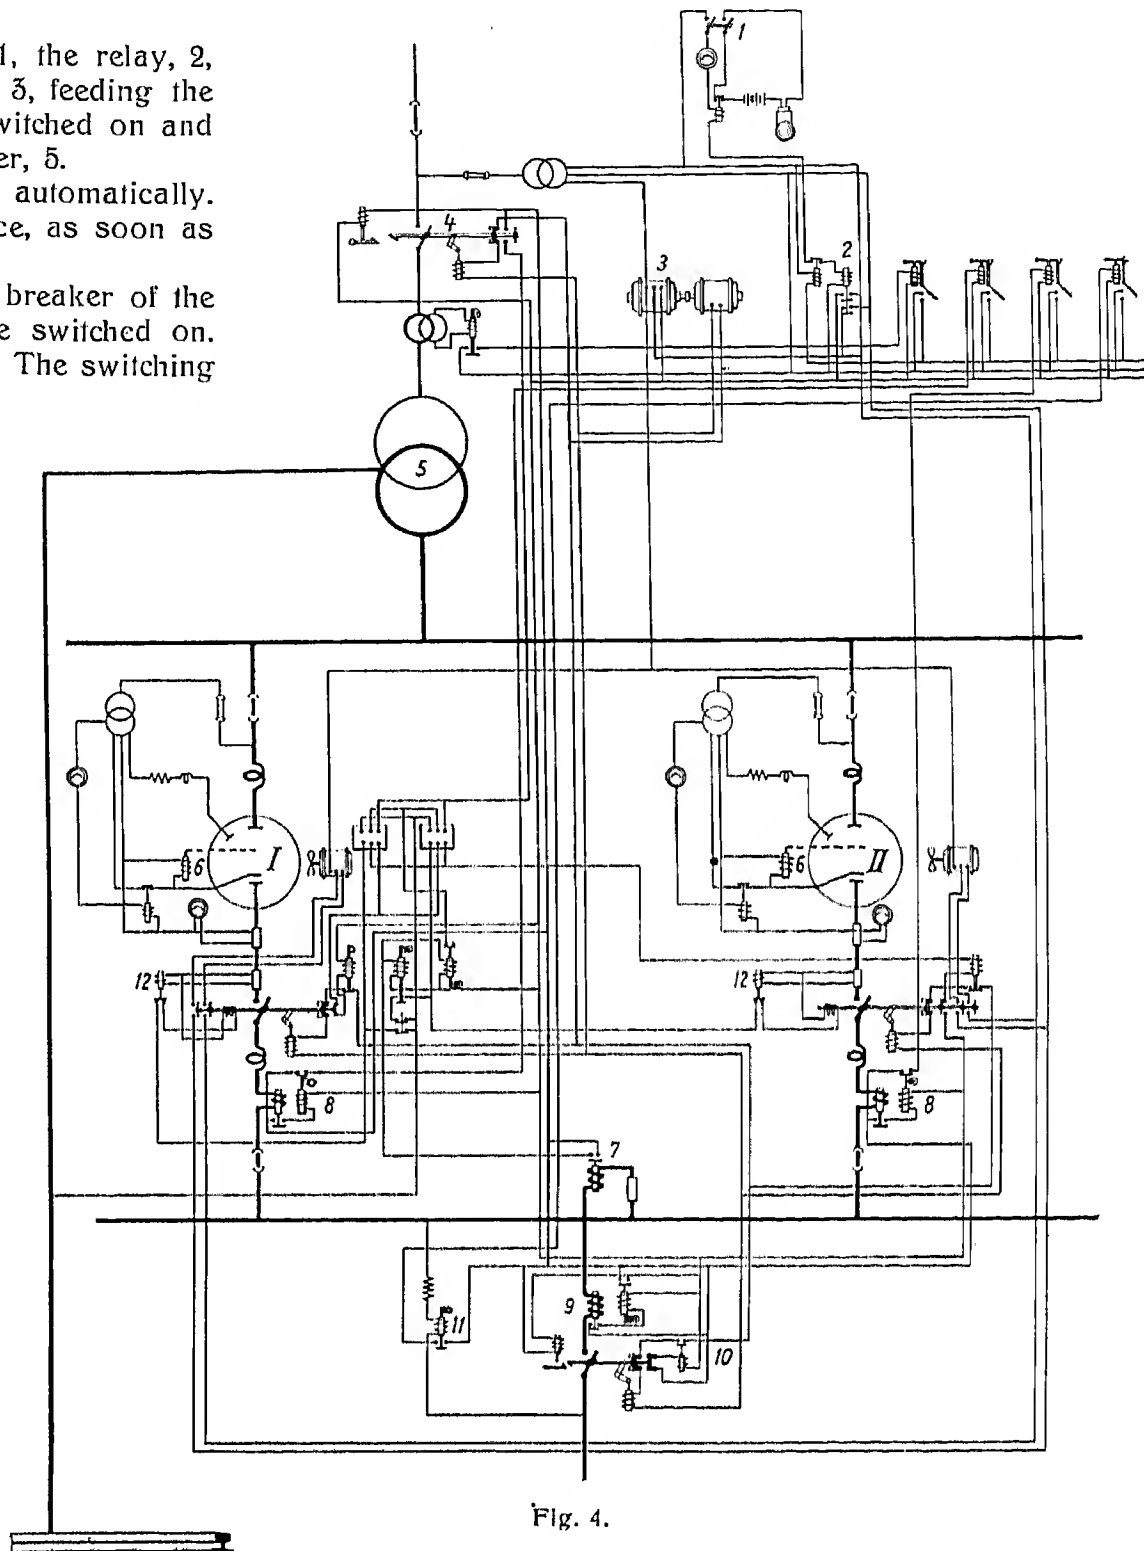 1, the relay, 2,
3, feeding the
witched on and
er, 5.
automatically.
ce, as soon as
breaker of the
e switched on.
The switching
1
4
3
2
5
I
6
II
6
12
12
8
8
7
9
11
10
Fig. 4.